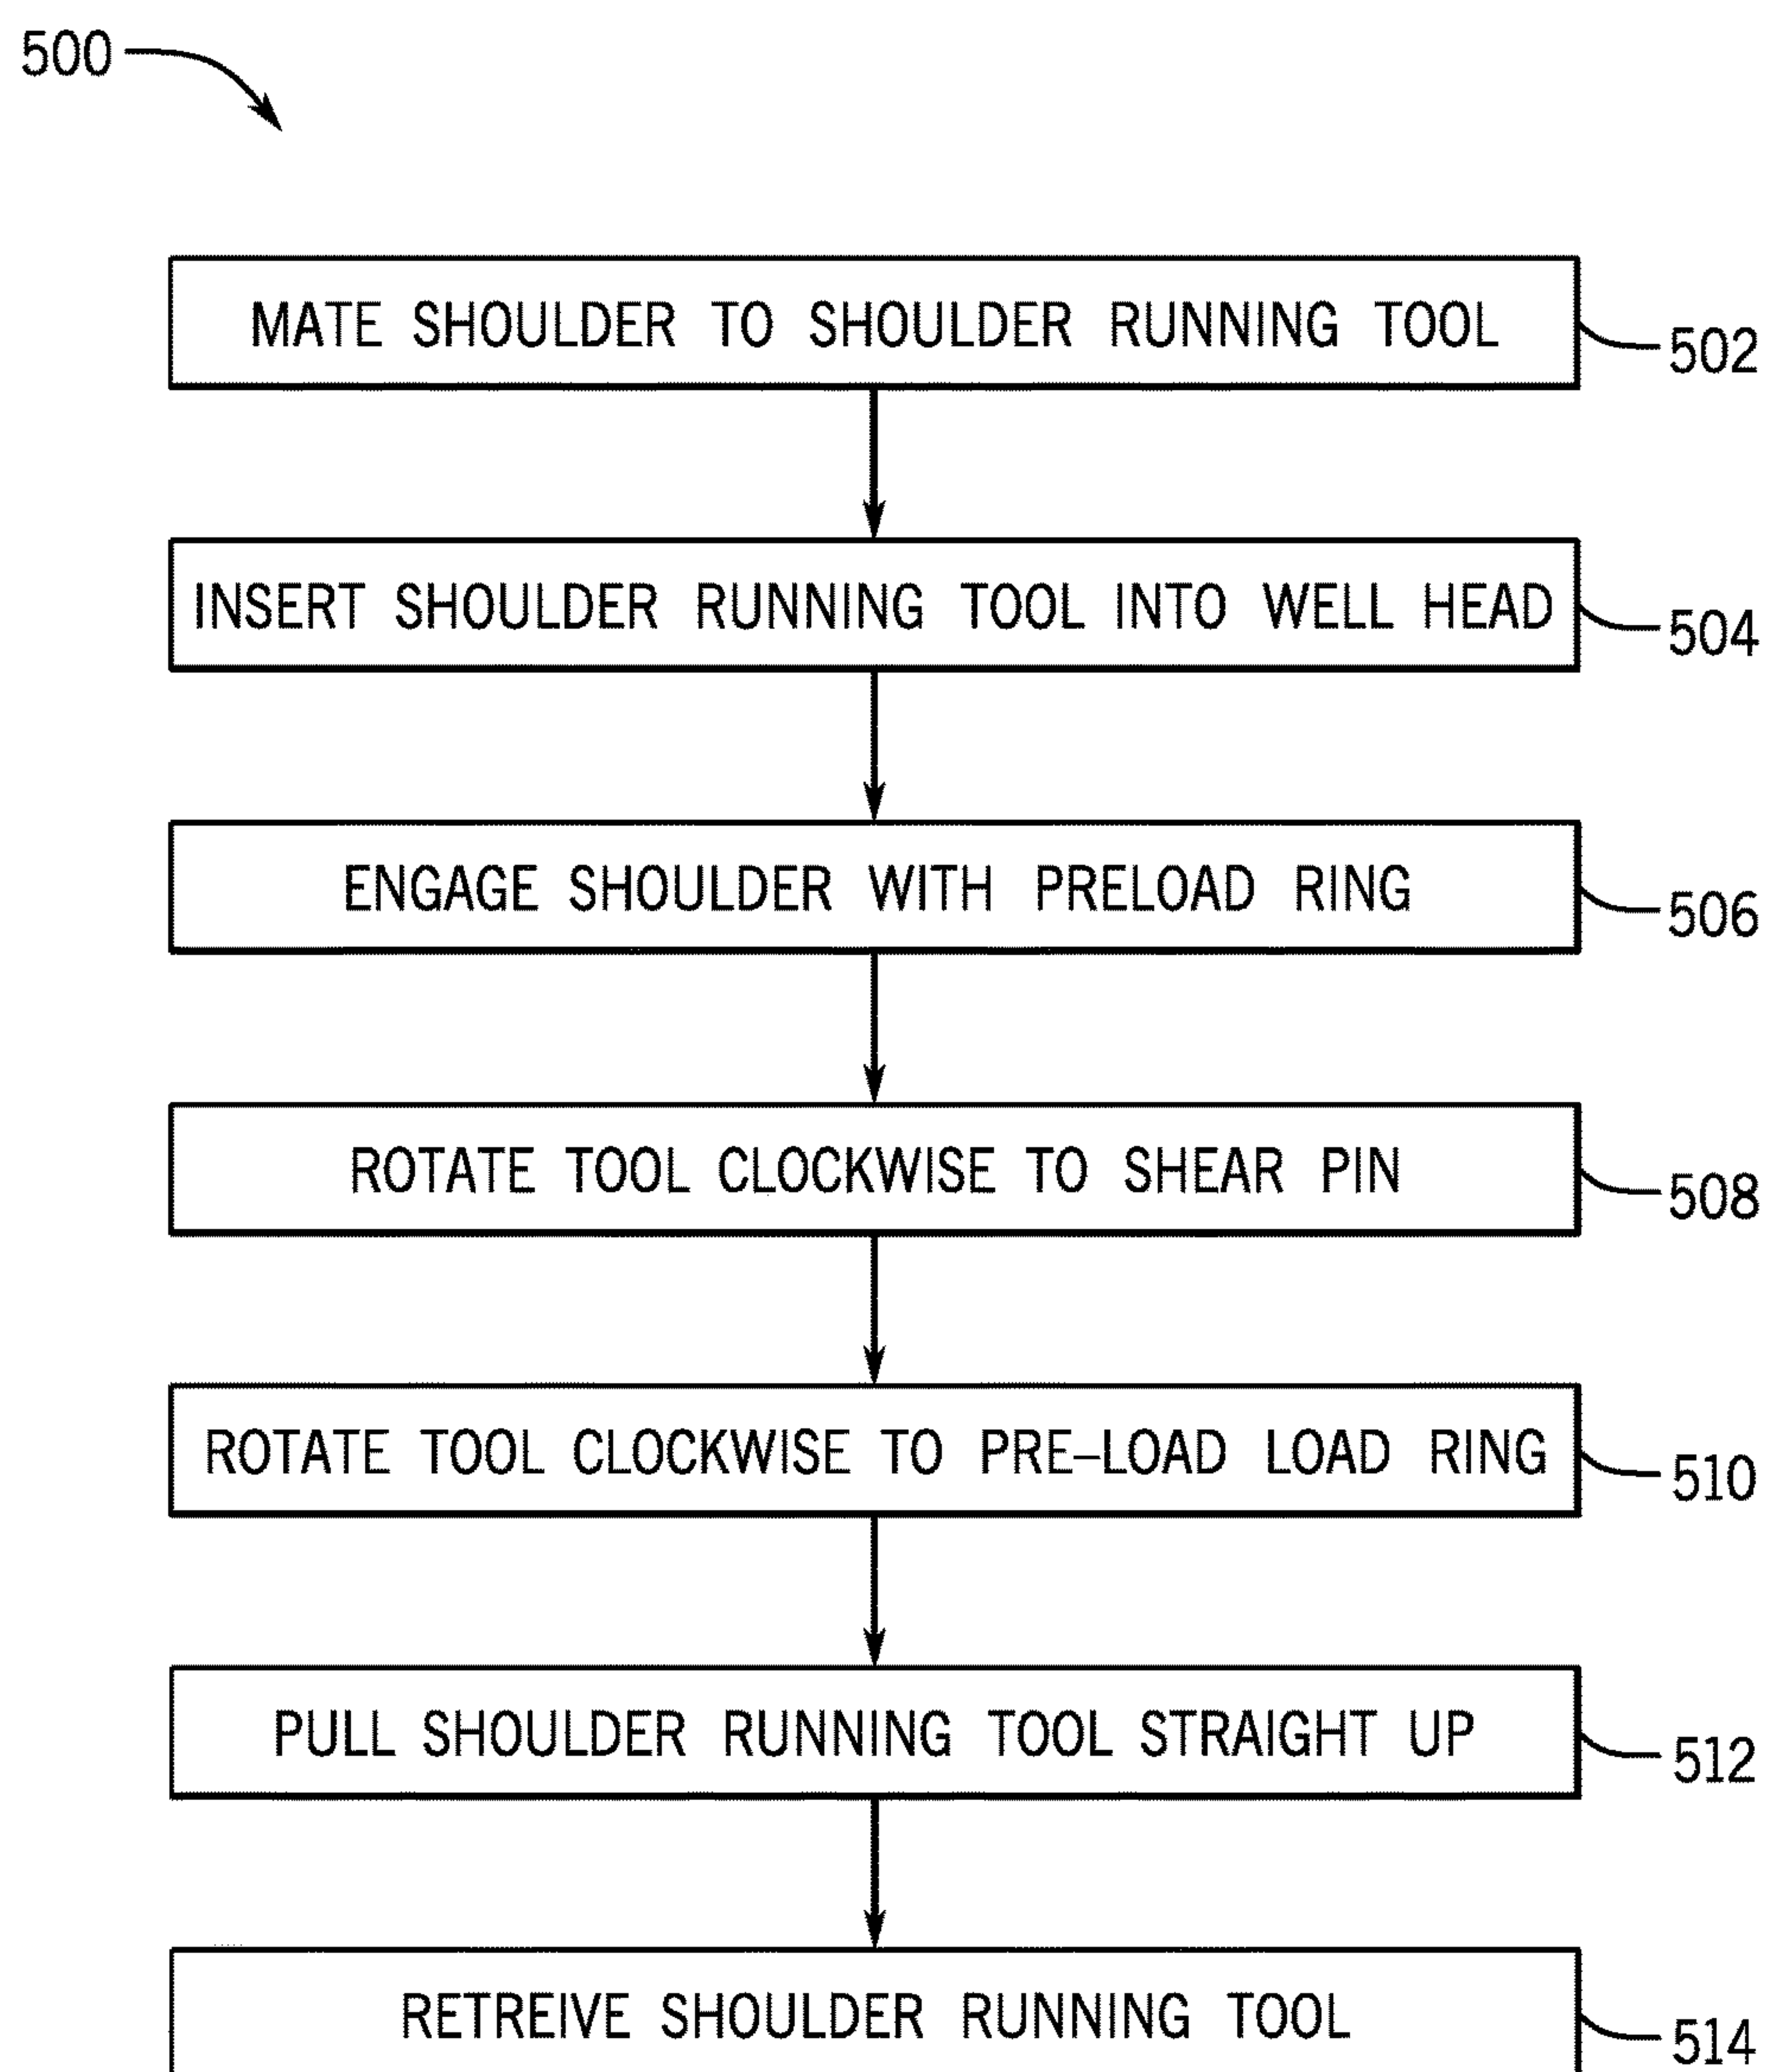 500
MATE SHOULDER TO SHOULDER RUNNING TOOL
502
INSERT SHOULDER RUNNING TOOL INTO WELL HEAD
504
ENGAGE SHOULDER WITH PRELOAD RING
506
ROTATE TOOL CLOCKWISE TO SHEAR PIN
508
ROTATE TOOL CLOCKWISE TO PRE–LOAD LOAD RING
510
PULL SHOULDER RUNNING TOOL STRAIGHT UP
512
RETREIVE SHOULDER RUNNING TOOL
514